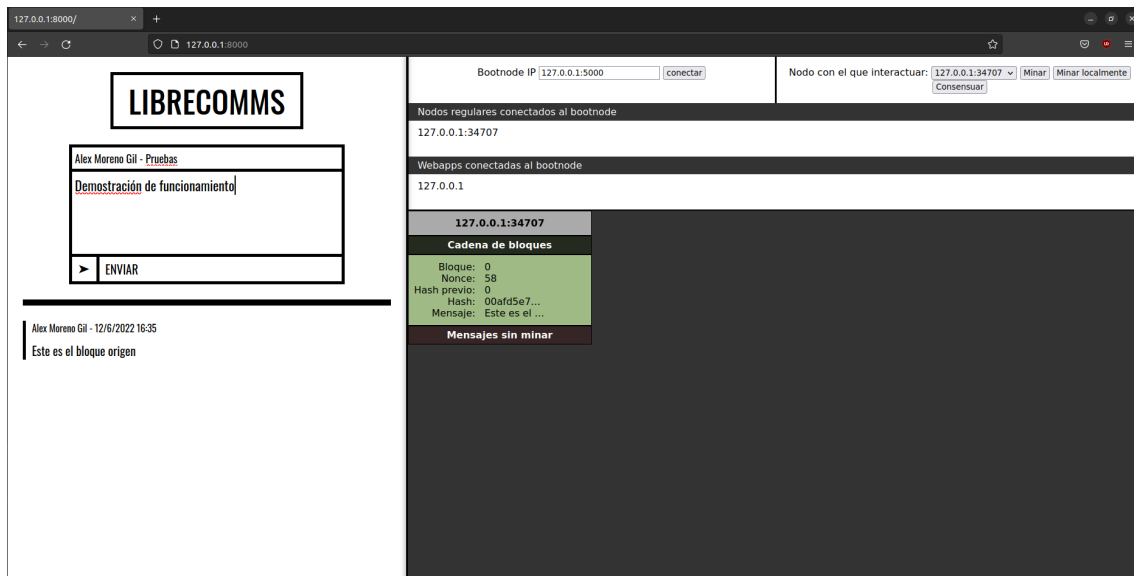 127.0.0.1:8000/
127.0.0.1:8000
LIBRECOMMS
Alex Moreno Gil - Pruebas
Demostración de funcionamiento
ENVIAR
Alex Moreno Gil - 12/6/2022 16:35
Este es el bloque origen
Bootnode IP 127.0.0.1:5000 conectar
Nodo con el que interactuar: 127.0.0.1:34707 Minar Minar localmente
Consensuar
Nodos regulares conectados al bootnode
127.0.0.1:34707
Webapps conectadas al bootnode
127.0.0.1
127.0.0.1:34707
Cadena de bloques
Bloque: 0
Nonce: 58
Hash previo: 0
Hash: 00afd5e7...
Mensaje: Este es el ...
Mensajes sin minar